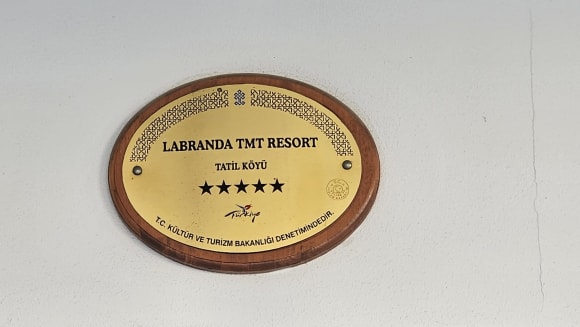 LABRANDA TMT RESORT
TATİL KÖYÜ
Türkiye
T.C. KÜLTÜR VE TURİZM BAKANLIĞI DENETİMİNDEDİR.